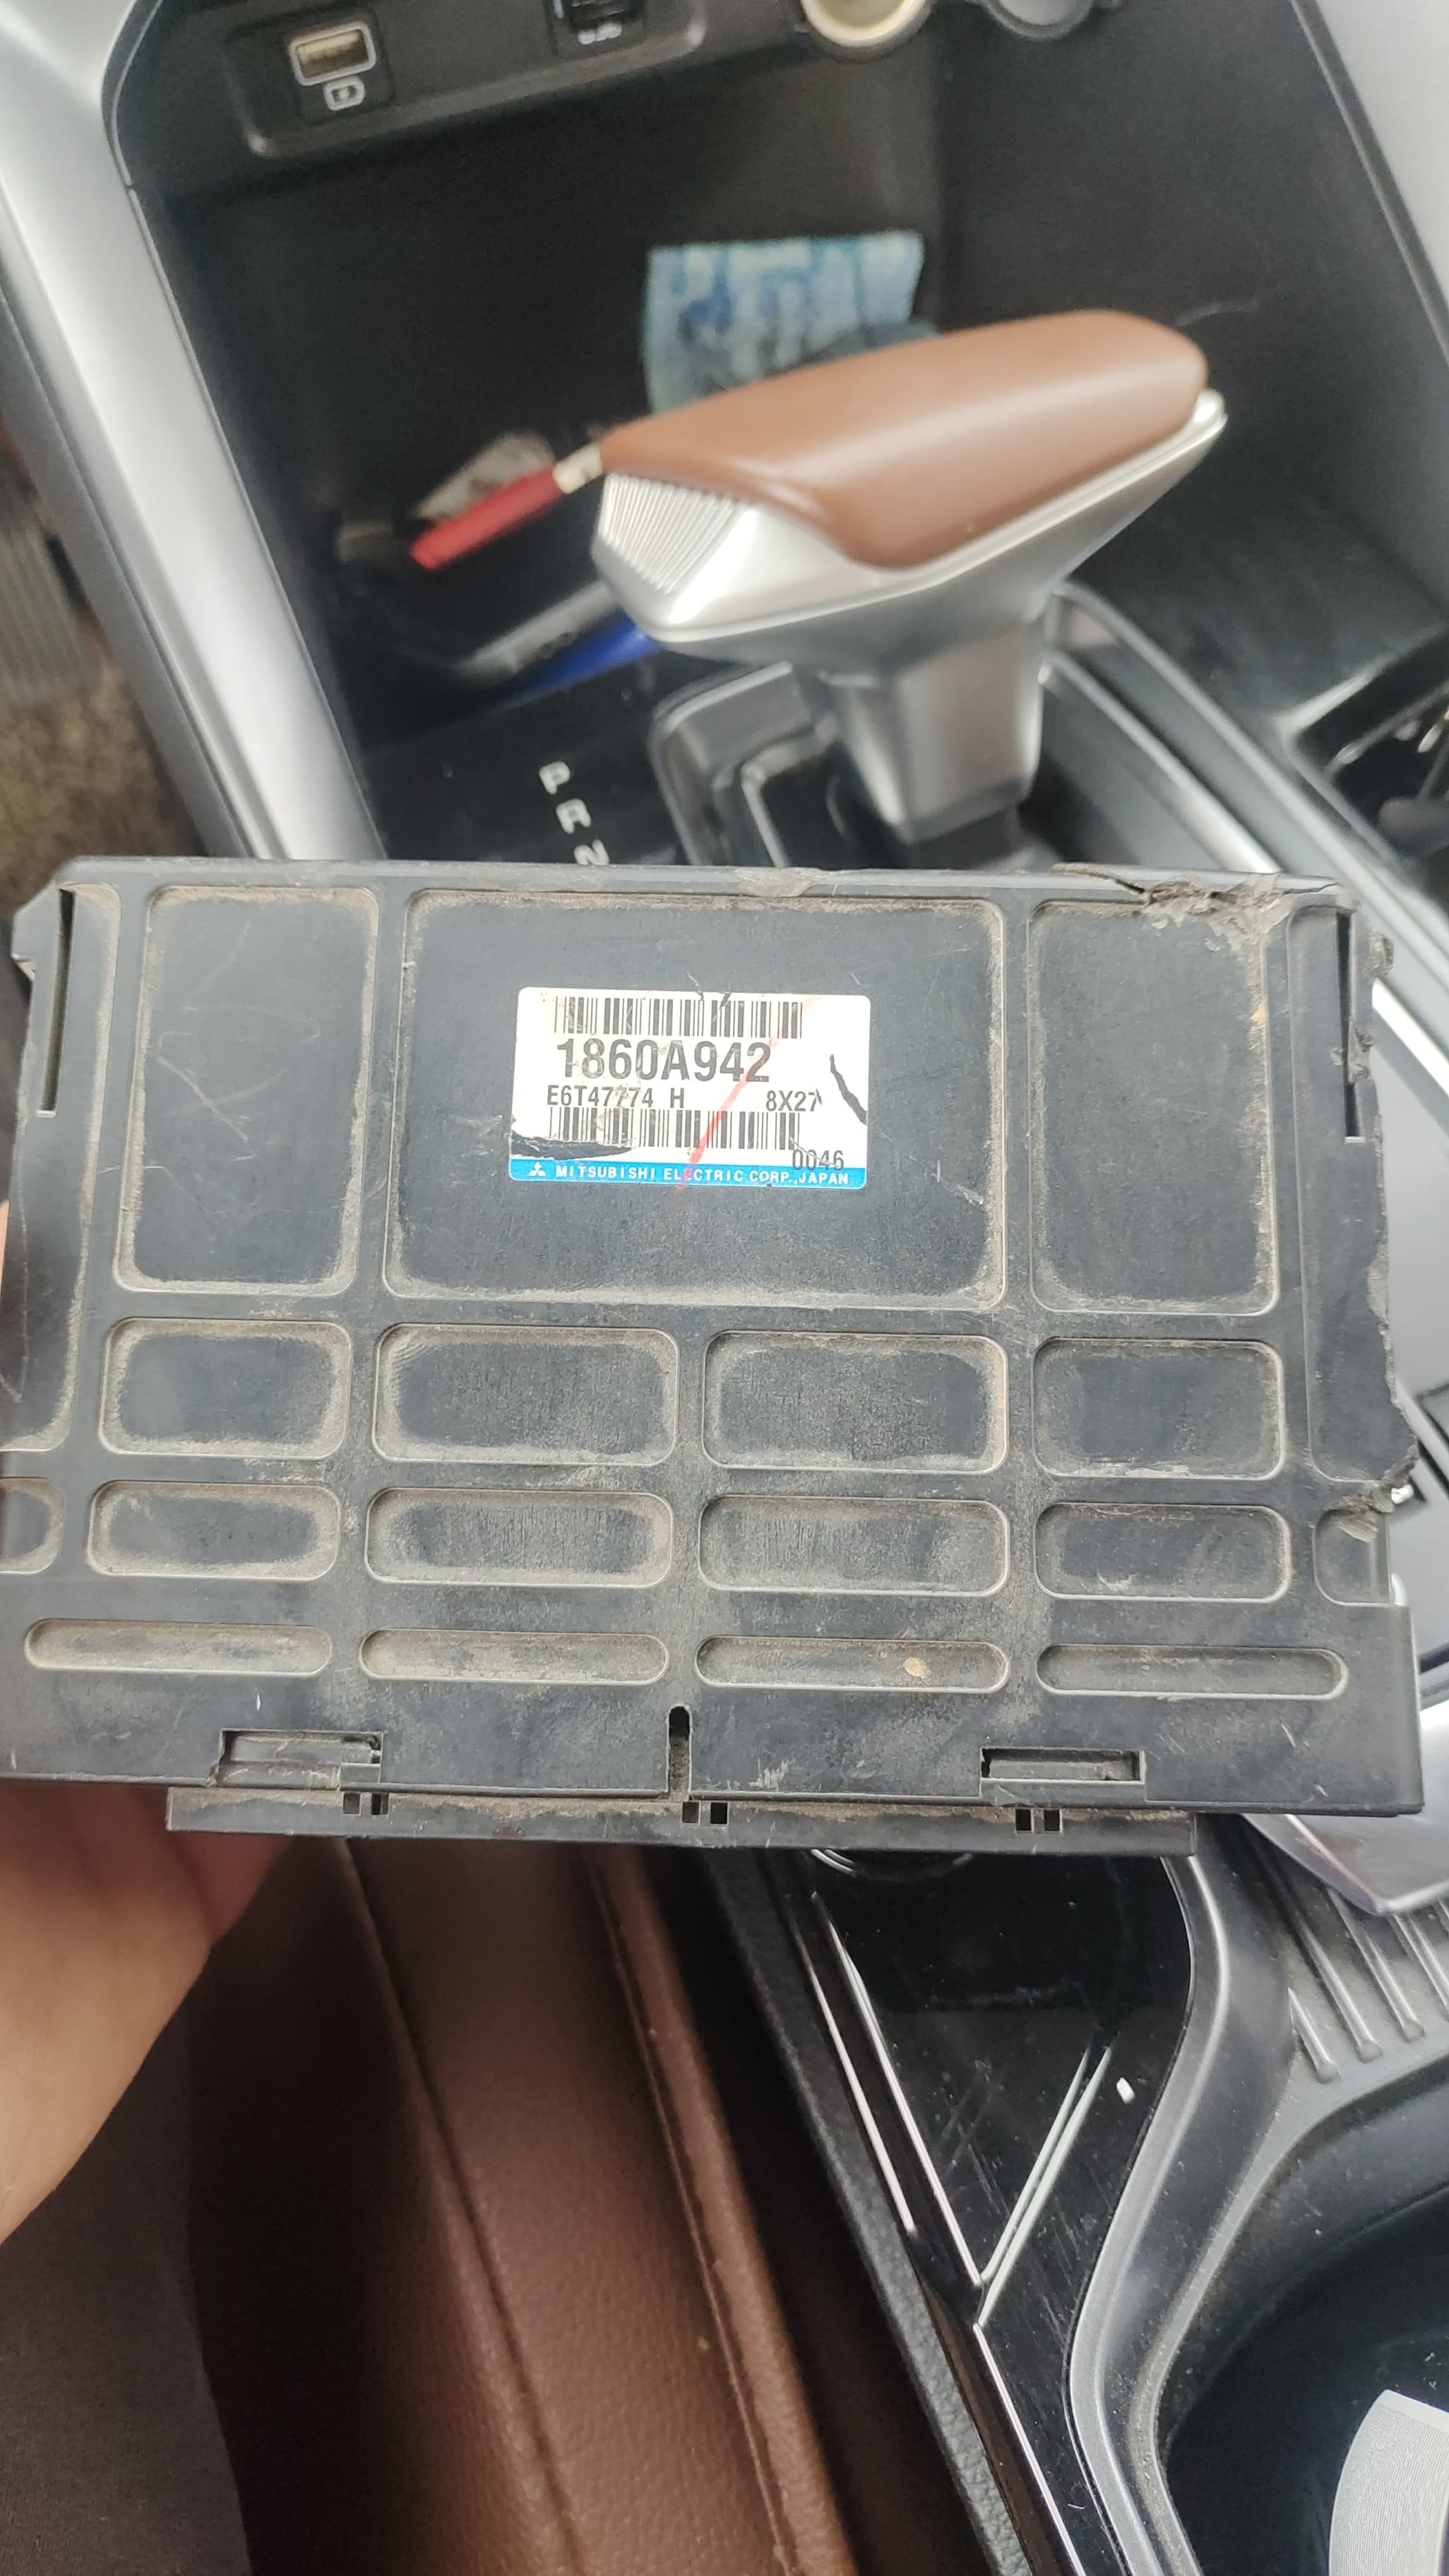 P
R
N
1860A942
E6T47774 H 8X27
0046
MITSUBISHI ELECTRIC CORP.,JAPAN